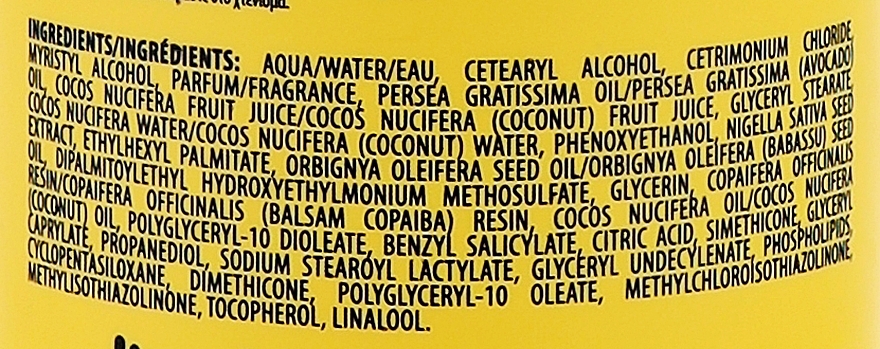 INGREDIENTS/INGRÉDIENTS: AQUA/WATER/EAU, CETEARYL ALCOHOL, CETRIMONIUM CHLORIDE,
MYRISTYL ALCOHOL, PARFUM/FRAGRANCE, PERSEA GRATISSIMA OIL/PERSEA GRATISSIMA (AVOCADO)
OIL, COCOS NUCIFERA FRUIT JUICE/COCOS NUCIFERA (COCONUT) FRUIT JUICE, GLYCERYL STEARATE,
COCOS NUCIFERA WATER/COCOS NUCIFERA (COCONUT) WATER, PHENOXYETHANOL, NIGELLA SATIVA SEED
EXTRACT, ETHYLHEXYL PALMITATE, ORBIGNYA OLEIFERA SEED OIL/ORBIGNYA OLEIFERA (BABASSU) SEED
OIL, DIPALMITOYLETHYL HYDROXYETHYLMONIUM METHOSULFATE, GLYCERIN, COPAIFERA OFFICINALIS
RESIN/COPAIFERA OFFICINALIS (BALSAM COPAIBA) RESIN, COCOS NUCIFERA OIL/COCOS NUCIFERA
(COCONUT) OIL, POLYGLYCERYL-10 DIOLEATE, BENZYL SALICYLATE, CITRIC ACID, SIMETHICONE, GLYCERYL
CAPRYLATE, PROPANEDIOL, SODIUM STEAROYL LACTYLATE, GLYCERYL UNDECYLENATE, PHOSPHOLIPIDS,
CYCLOPENTASILOXANE, DIMETHICONE, POLYGLYCERYL-10 OLEATE, METHYLCHLOROISOTHIAZOLINONE,
METHYLISOTHIAZOLINONE, TOCOPHEROL, LINALOOL.